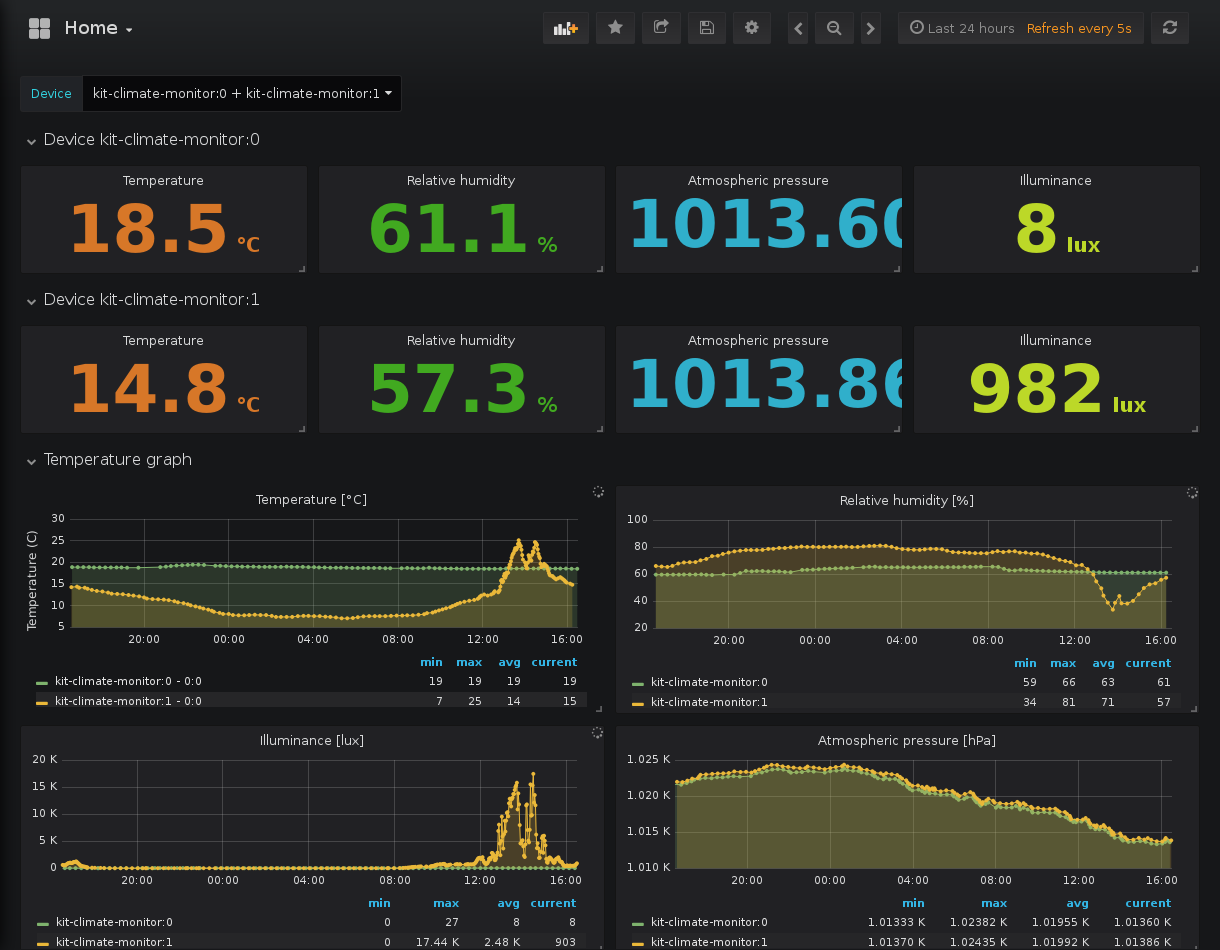 Home
Last 24 hours Refresh every 5s
Device kit-climate-monitor:0 + kit-climate-monitor:1
Device kit-climate-monitor:0
Temperature Relative humidity Atmospheric pressure Illuminance
18.5 °C 61.1 % 1013.60 8 lux
Device kit-climate-monitor:1
Temperature Relative humidity Atmospheric pressure Illuminance
14.8 °C 57.3 % 1013.86 982 lux
Temperature graph
Temperature [°C]
Temperature (C)
30
25
20
15
10
5
20:00 00:00 04:00 08:00 12:00 16:00
min max avg current
kit-climate-monitor:0 - 0:0 19 19 19 19
kit-climate-monitor:1 - 0:0 7 25 14 15
Relative humidity [%]
100
80
60
40
20
20:00 00:00 04:00 08:00 12:00 16:00
min max avg current
kit-climate-monitor:0 59 66 63 61
kit-climate-monitor:1 34 81 71 57
Illuminance [lux]
20 K
15 K
10 K
5 K
0
20:00 00:00 04:00 08:00 12:00 16:00
min max avg current
kit-climate-monitor:0 0 27 8 8
kit-climate-monitor:1 0 17.44 K 2.48 K 903
Atmospheric pressure [hPa]
1.025 K
1.020 K
1.015 K
1.010 K
20:00 00:00 04:00 08:00 12:00 16:00
min max avg current
kit-climate-monitor:0 1.01333 K 1.02382 K 1.01955 K 1.01360 K
kit-climate-monitor:1 1.01370 K 1.02435 K 1.01992 K 1.01386 K